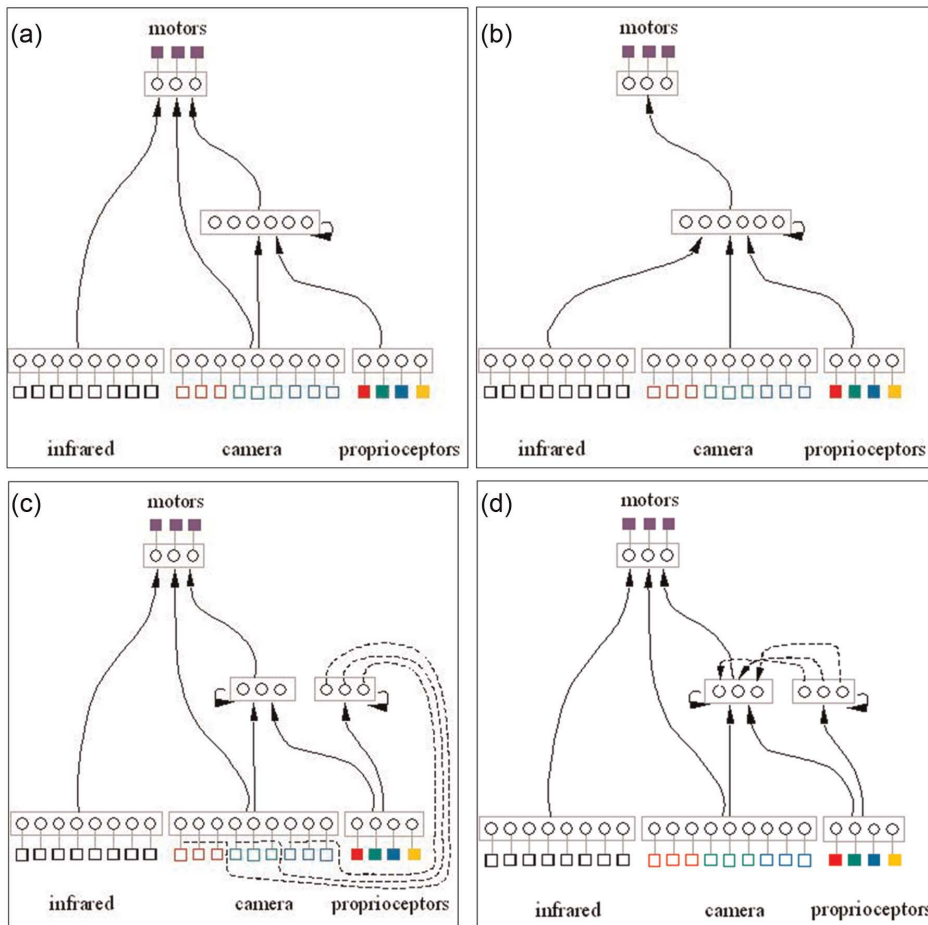 (a)
motors
infrared camera proprioceptors
(b)
motors
infrared camera proprioceptors
(c)
motors
infrared camera proprioceptors
(d)
motors
infrared camera proprioceptors